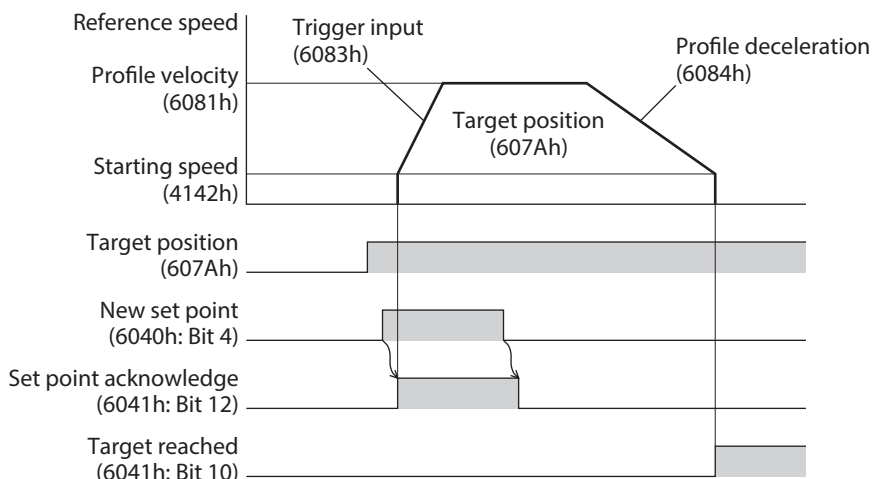 Reference speed
Trigger input
(6083h)
Profile deceleration
(6084h)
Profile velocity
(6081h)
Target position
(607Ah)
Starting speed
(4142h)
Target position
(607Ah)
New set point
(6040h: Bit 4)
Set point acknowledge
(6041h: Bit 12)
Target reached
(6041h: Bit 10)